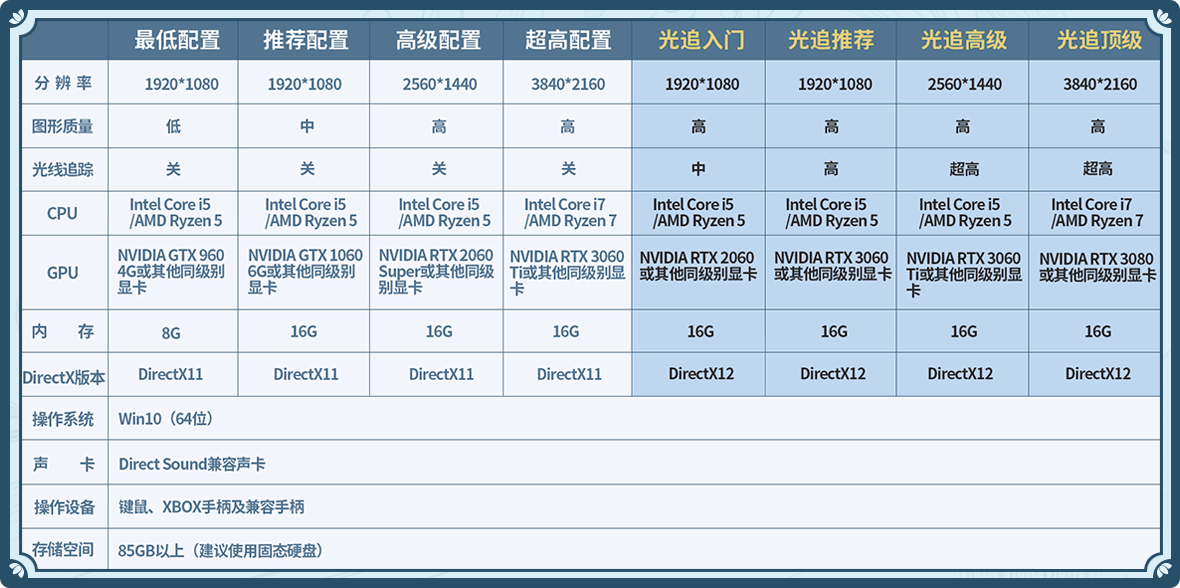 最低配置 推荐配置 高级配置 超高配置 光追入门 光追推荐 光追高级 光追顶级
分辨率 1920*1080 1920*1080 2560*1440 3840*2160 1920*1080 1920*1080 2560*1440 3840*2160
图形质量 低 中 高 高 高 高 高 高
光线追踪 关 关 关 关 中 高 超高 超高
CPU Intel Core i5 Intel Core i5 Intel Core i5 Intel Core i7 Intel Core i5 Intel Core i5 Intel Core i5 Intel Core i7
/AMD Ryzen 5 /AMD Ryzen 5 /AMD Ryzen 5 /AMD Ryzen 7 /AMD Ryzen 5 /AMD Ryzen 5 /AMD Ryzen 5 /AMD Ryzen 7
GPU NVIDIA GTX 960 NVIDIA GTX 1060 NVIDIA RTX 2060 NVIDIA RTX 3060 NVIDIA RTX 2060 NVIDIA RTX 3060 NVIDIA RTX 3060 NVIDIA RTX 3080
4G或其他同级别 6G或其他同级别 Super或其他同级 Ti或其他同级别显 或其他同级别显卡 或其他同级别显卡 Ti或其他同级别显 或其他同级别显卡
显卡 显卡 别显卡 卡 卡
内存 8G 16G 16G 16G 16G 16G 16G 16G
DirectX版本 DirectX11 DirectX11 DirectX11 DirectX11 DirectX12 DirectX12 DirectX12 DirectX12
操作系统 Win10（64位）
声卡 Direct Sound兼容声卡
操作设备 键鼠、XBOX手柄及兼容手柄
存储空间 85GB以上（建议使用固态硬盘）